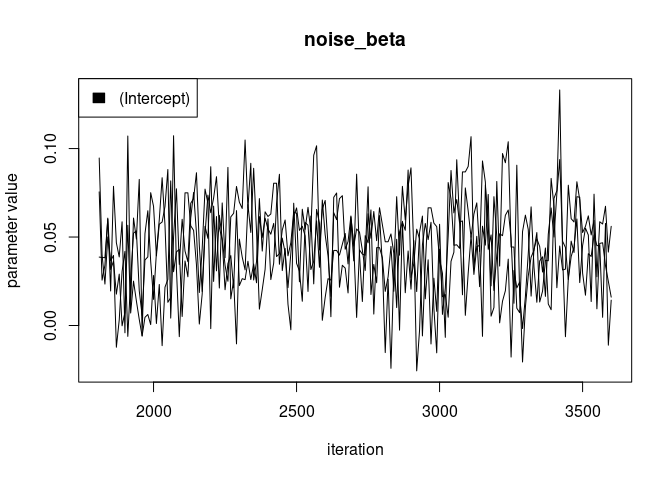 noise_beta
(Intercept)
parameter value
0.10
0.05
0.00
2000 2500 3000 3500
iteration